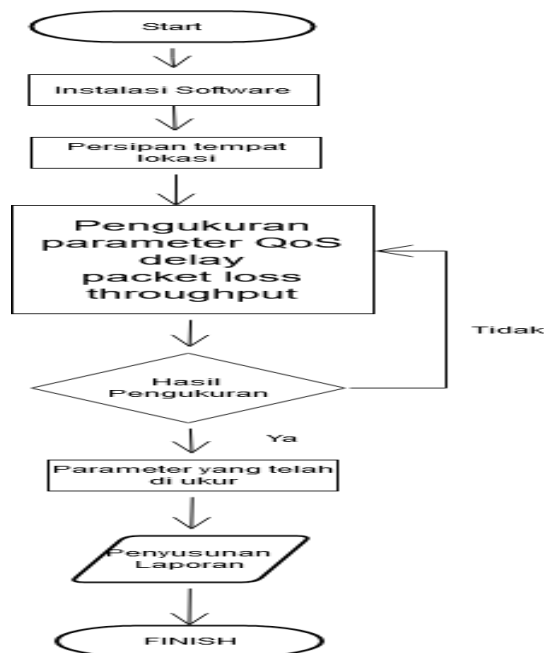 Start
Instalasi Software
Persipan tempat
lokasi
Pengukuran
parameter QoS
delay
packet loss
throughput
Tidak
Hasil
Pengukuran
Ya
Parameter yang telah
di ukur
Penyusunan
Laporan
FINISH